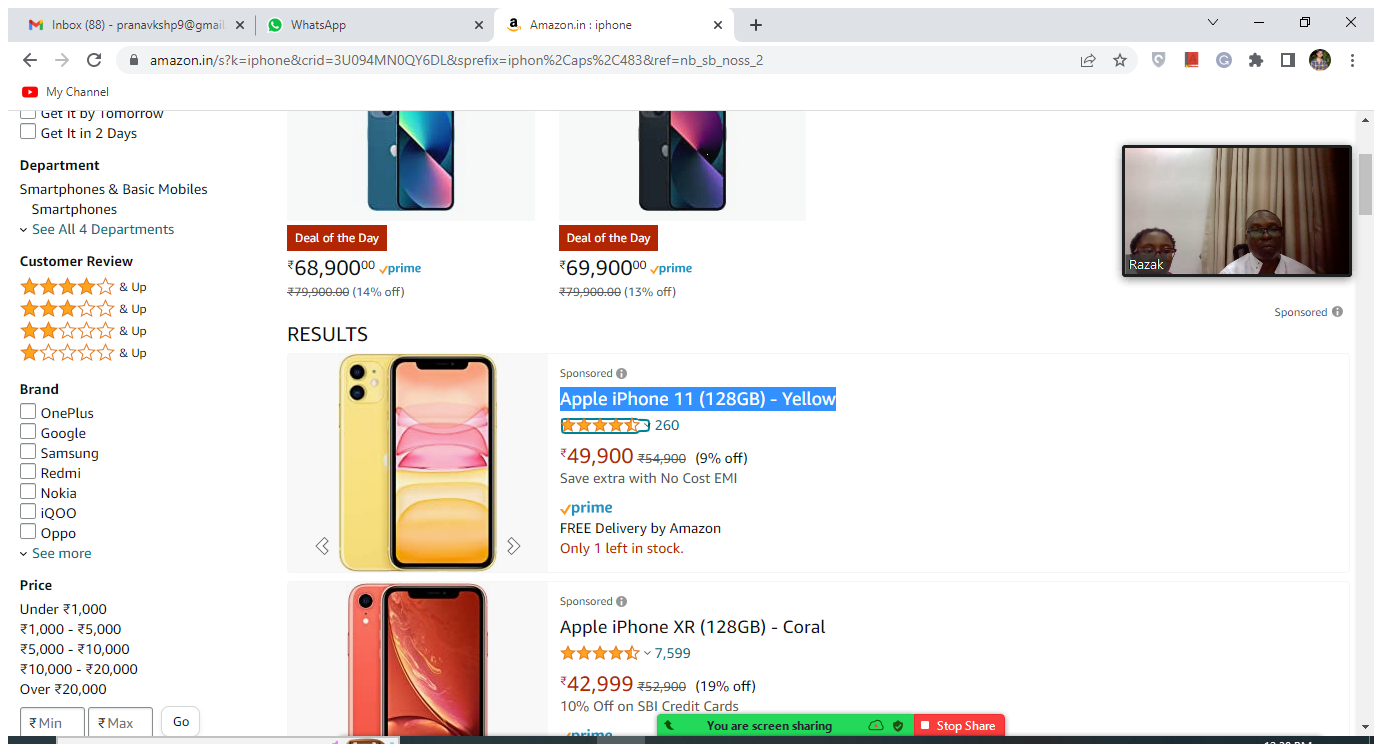 Inbox (88) - pranavkshp9@gmail
WhatsApp
Amazon.in : iphone
amazon.in/s?k=iphone&crid=3U094MN0QY6DL&sprefix=iphon%2Caps%2C483&ref=nb_sb_noss_2
My Channel
Get It by Tomorrow
Get It in 2 Days
Department
Smartphones & Basic Mobiles
Smartphones
See All 4 Departments
Customer Review
& Up
& Up
& Up
& Up
Brand
OnePlus
Google
Samsung
Redmi
Nokia
iQOO
Oppo
See more
Price
Under ₹1,000
₹1,000 - ₹5,000
₹5,000 - ₹10,000
₹10,000 - ₹20,000
Over ₹20,000
₹ Min ₹ Max Go
Deal of the Day
₹68,90000 prime
₹79,900.00 (14% off)
Deal of the Day
₹69,90000 prime
₹79,900.00 (13% off)
Razak
Sponsored
RESULTS
Sponsored
Apple iPhone 11 (128GB) - Yellow
260
₹49,900 ₹54,900 (9% off)
Save extra with No Cost EMI
prime
FREE Delivery by Amazon
Only 1 left in stock.
Sponsored
Apple iPhone XR (128GB) - Coral
7,599
₹42,999 ₹52,900 (19% off)
10% Off on SBI Credit Cards
prime
You are screen sharing
Stop Share